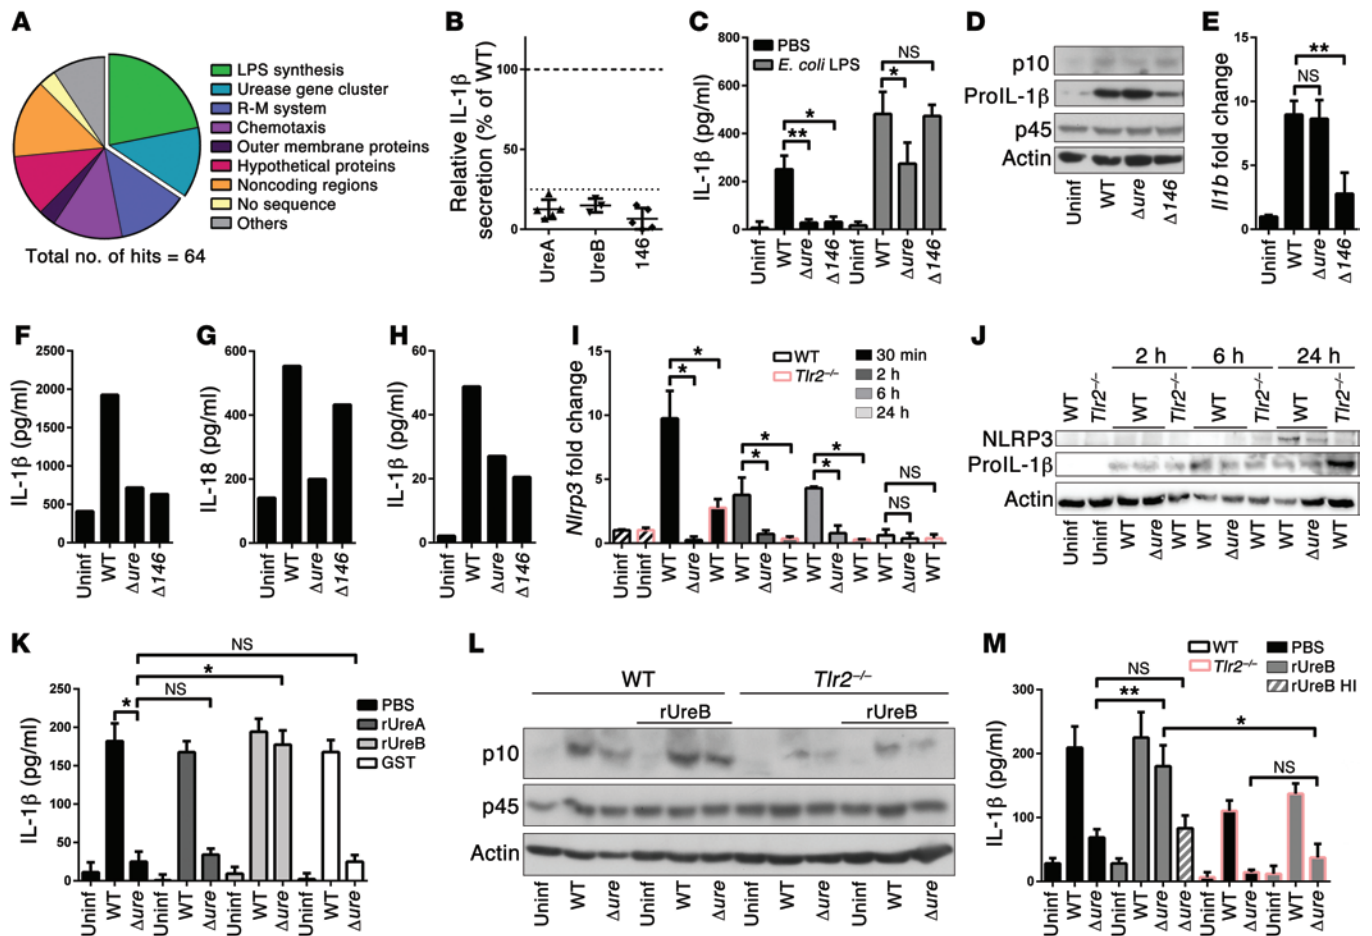 A
LPS synthesis
Urease gene cluster
R-M system
Chemotaxis
Outer membrane proteins
Hypothetical proteins
Noncoding regions
No sequence
Others
Total no. of hits = 64
B
Relative IL-1β
secretion (% of WT)
100
50
0
UreA
UreB
146
C
IL-1β (pg/ml)
800
600
400
200
0
PBS
E. coli LPS
NS
*
*
**
Uninf
WT
Δure
Δ146
Uninf
WT
Δure
Δ146
D
p10
ProIL-1β
p45
Actin
Uninf
WT
Δure
Δ146
E
Il1b fold change
15
10
5
0
**
NS
Uninf
WT
Δure
Δ146
F
IL-1β (pg/ml)
2500
2000
1500
1000
500
0
Uninf
WT
Δure
Δ146
G
IL-18 (pg/ml)
600
400
200
0
Uninf
WT
Δure
Δ146
H
IL-1β (pg/ml)
60
40
20
0
Uninf
WT
Δure
Δ146
I
Nlrp3 fold change
15
10
5
0
WT
Tlr2–/–
30 min
2 h
6 h
24 h
*
*
*
*
*
*
NS
NS
Uninf
Uninf
WT
Δure
WT
WT
Δure
WT
WT
Δure
WT
WT
Δure
WT
J
2 h
6 h
24 h
WT
Tlr2–/–
WT
Tlr2–/–
WT
Tlr2–/–
WT
Tlr2–/–
NLRP3
ProIL-1β
Actin
Uninf
Uninf
WT
Δure
WT
WT
Δure
WT
WT
Δure
WT
K
IL-1β (pg/ml)
250
200
150
100
50
0
NS
*
NS
*
PBS
rUreA
rUreB
GST
Uninf
WT
Δure
Uninf
WT
Δure
Uninf
WT
Δure
Uninf
WT
Δure
L
WT
Tlr2–/–
rUreB
rUreB
p10
p45
Actin
Uninf
WT
Δure
Uninf
WT
Δure
Uninf
WT
Δure
Uninf
WT
Δure
M
IL-1β (pg/ml)
300
200
100
0
WT
Tlr2–/–
PBS
rUreB
rUreB HI
NS
**
*
NS
Uninf
WT
Δure
Uninf
WT
Δure
Δure
Uninf
WT
Δure
Uninf
WT
Δure